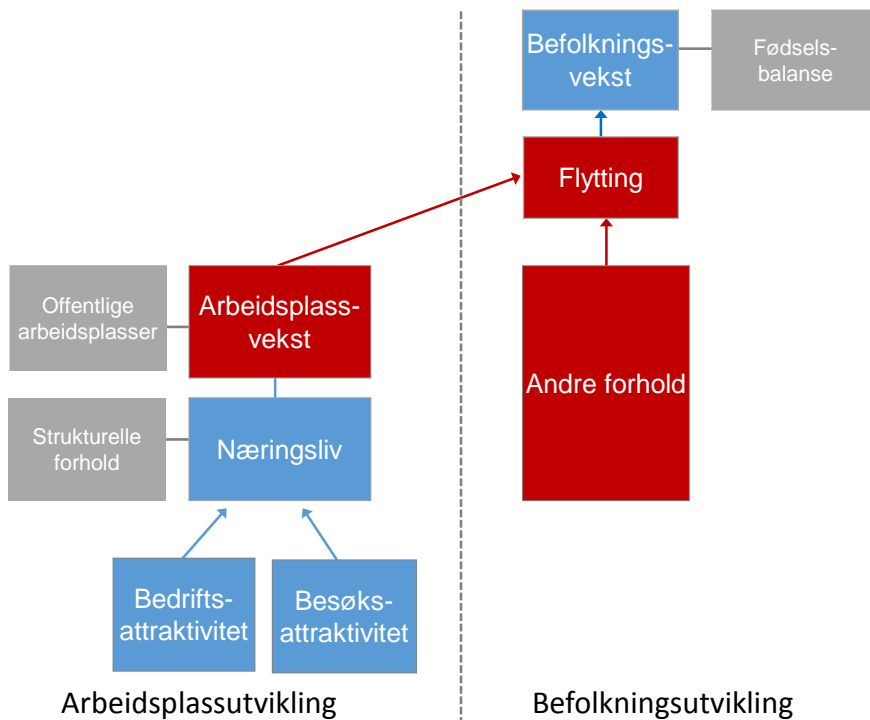 Befolknings-
vekst
Fødsels-
balanse
Flytting
Offentlige
arbeidsplasser
Arbeidsplass-
vekst
Andre forhold
Strukturelle
forhold
Næringsliv
Bedrifts-
attraktivitet
Besøks-
attraktivitet
Arbeidsplassutvikling
Befolkningsutvikling